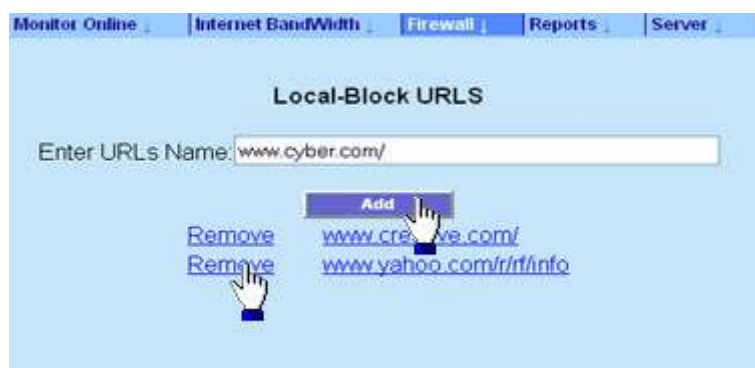 Monitor Online ↓ Internet BandWidth ↓ Firewall ↓ Reports ↓ Server ↓
Local-Block URLS
Enter URLs Name: www.cyber.com/
Add
Remove
Remove www.yahoo.com/r/rf/info